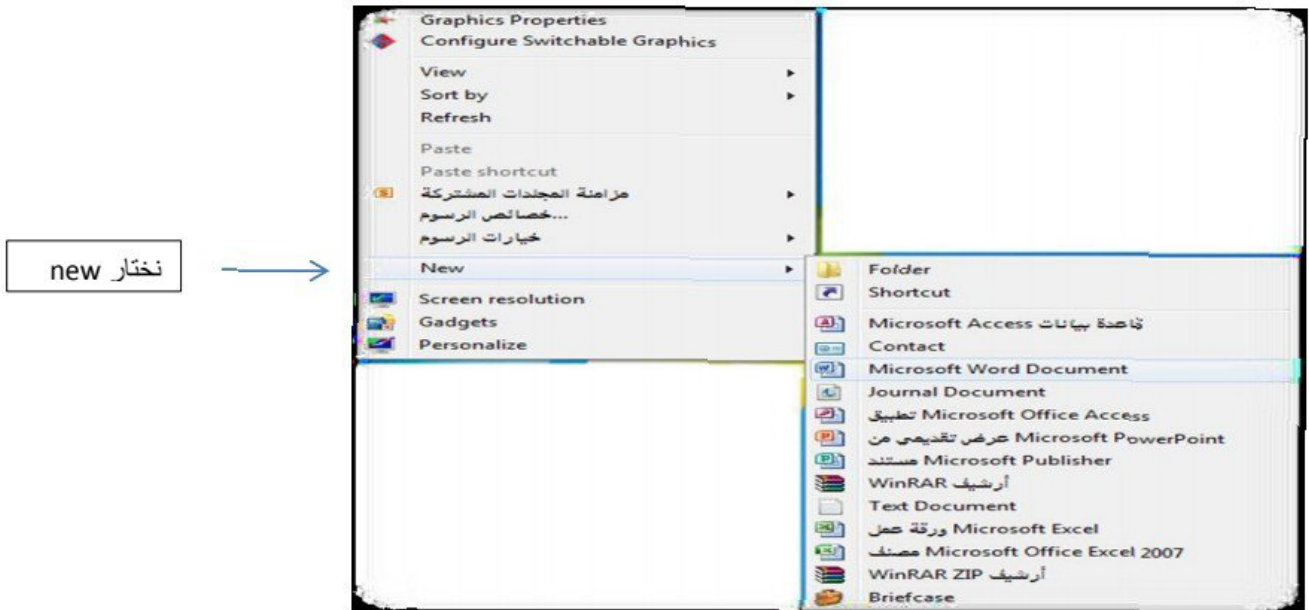 Graphics Properties
Configure Switchable Graphics
View
Sort by
Refresh
Paste
Paste shortcut
مزامنة المجلدات المشتركة
خصائص الرسوم...
خيارات الرسوم
New
Screen resolution
Gadgets
Personalize
نختار new
Folder
Shortcut
قاعدة بيانات Microsoft Access
Contact
Microsoft Word Document
Journal Document
تطبيق Microsoft Office Access
عرض تقديمي من Microsoft PowerPoint
مستند Microsoft Publisher
أرشيف WinRAR
Text Document
ورقة عمل Microsoft Excel
مصنف Microsoft Office Excel 2007
أرشيف WinRAR ZIP
Briefcase